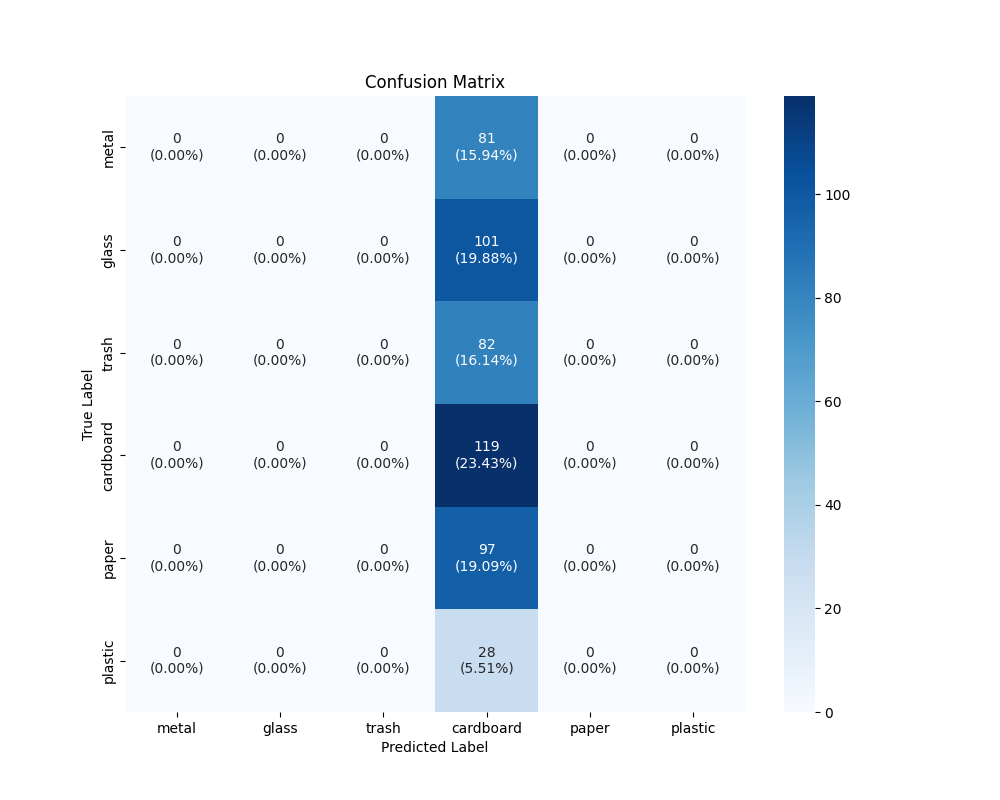 Confusion Matrix
True Label
metal
0 0 0 81 0 0
(0.00%) (0.00%) (0.00%) (15.94%) (0.00%) (0.00%)
glass
0 0 0 101 0 0
(0.00%) (0.00%) (0.00%) (19.88%) (0.00%) (0.00%)
trash
0 0 0 82 0 0
(0.00%) (0.00%) (0.00%) (16.14%) (0.00%) (0.00%)
cardboard
0 0 0 119 0 0
(0.00%) (0.00%) (0.00%) (23.43%) (0.00%) (0.00%)
paper
0 0 0 97 0 0
(0.00%) (0.00%) (0.00%) (19.09%) (0.00%) (0.00%)
plastic
0 0 0 28 0 0
(0.00%) (0.00%) (0.00%) (5.51%) (0.00%) (0.00%)
metal glass trash cardboard paper plastic
Predicted Label
100
80
60
40
20
0